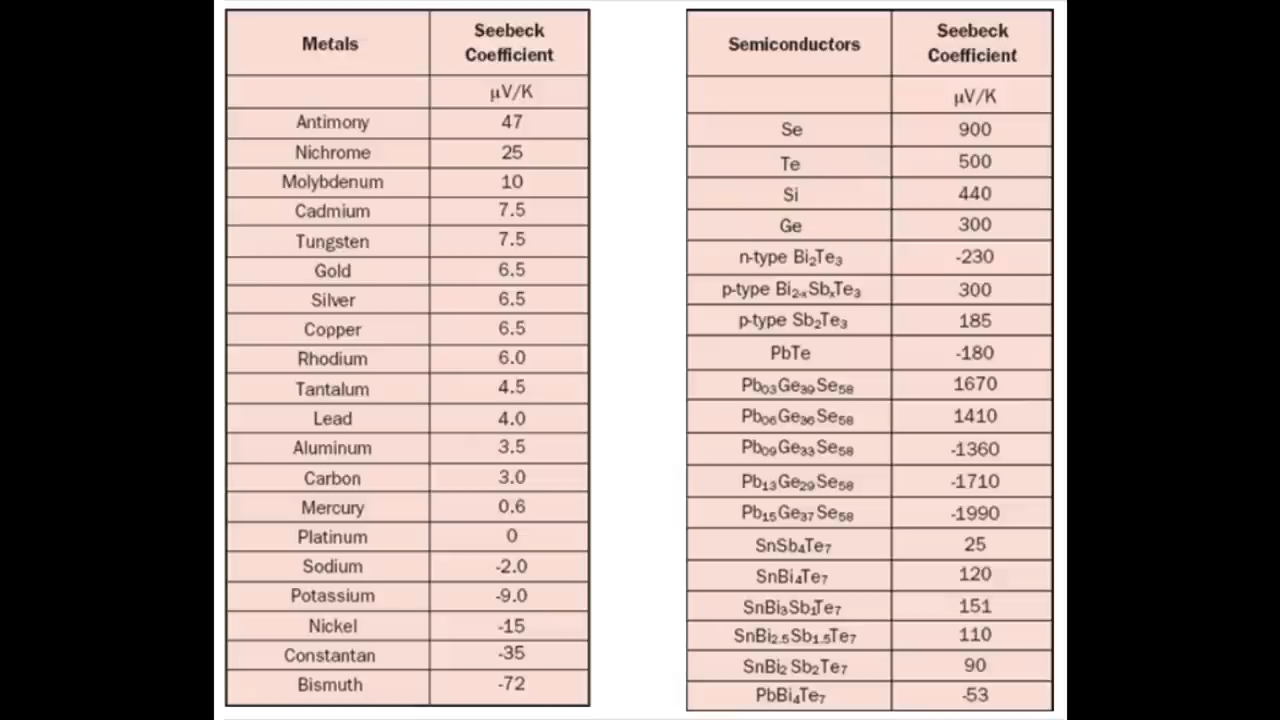 Metals Seebeck Coefficient
μV/K
Antimony 47
Nichrome 25
Molybdenum 10
Cadmium 7.5
Tungsten 7.5
Gold 6.5
Silver 6.5
Copper 6.5
Rhodium 6.0
Tantalum 4.5
Lead 4.0
Aluminum 3.5
Carbon 3.0
Mercury 0.6
Platinum 0
Sodium -2.0
Potassium -9.0
Nickel -15
Constantan -35
Bismuth -72
Semiconductors Seebeck Coefficient
μV/K
Se 900
Te 500
Si 440
Ge 300
n-type Bi₂Te₃ -230
p-type Bi₂₋ₓSbₓTe₃ 300
p-type Sb₂Te₃ 185
PbTe -180
Pb₀₃Ge₃₉Se₅₈ 1670
Pb₀₆Ge₃₆Se₅₈ 1410
Pb₀₉Ge₃₃Se₅₈ -1360
Pb₁₃Ge₂₉Se₅₈ -1710
Pb₁₅Ge₃₇Se₅₈ -1990
SnSb₄Te₇ 25
SnBi₄Te₇ 120
SnBi₃Sb₁Te₇ 151
SnBi₂.₅Sb₁.₅Te₇ 110
SnBi₂Sb₂Te₇ 90
PbBi₄Te₇ -53